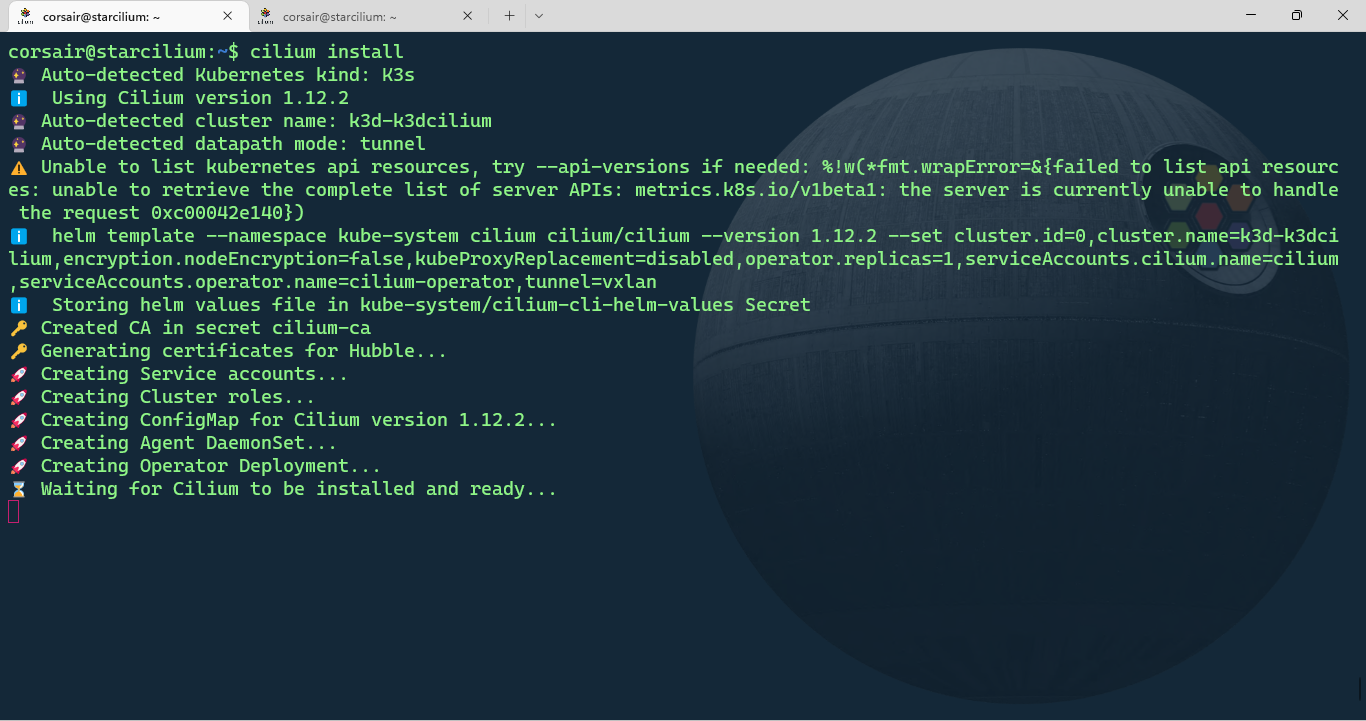 corsair@starcilium: ~
corsair@starcilium: ~
corsair@starcilium:~$ cilium install
Auto-detected Kubernetes kind: K3s
Using Cilium version 1.12.2
Auto-detected cluster name: k3d-k3dcilium
Auto-detected datapath mode: tunnel
Unable to list kubernetes api resources, try --api-versions if needed: %!w(*fmt.wrapError=&{failed to list api resourc
es: unable to retrieve the complete list of server APIs: metrics.k8s.io/v1beta1: the server is currently unable to handle
the request 0xc00042e140})
helm template --namespace kube-system cilium cilium/cilium --version 1.12.2 --set cluster.id=0,cluster.name=k3d-k3dci
lium,encryption.nodeEncryption=false,kubeProxyReplacement=disabled,operator.replicas=1,serviceAccounts.cilium.name=cilium
,serviceAccounts.operator.name=cilium-operator,tunnel=vxlan
Storing helm values file in kube-system/cilium-cli-helm-values Secret
Created CA in secret cilium-ca
Generating certificates for Hubble...
Creating Service accounts...
Creating Cluster roles...
Creating ConfigMap for Cilium version 1.12.2...
Creating Agent DaemonSet...
Creating Operator Deployment...
Waiting for Cilium to be installed and ready...